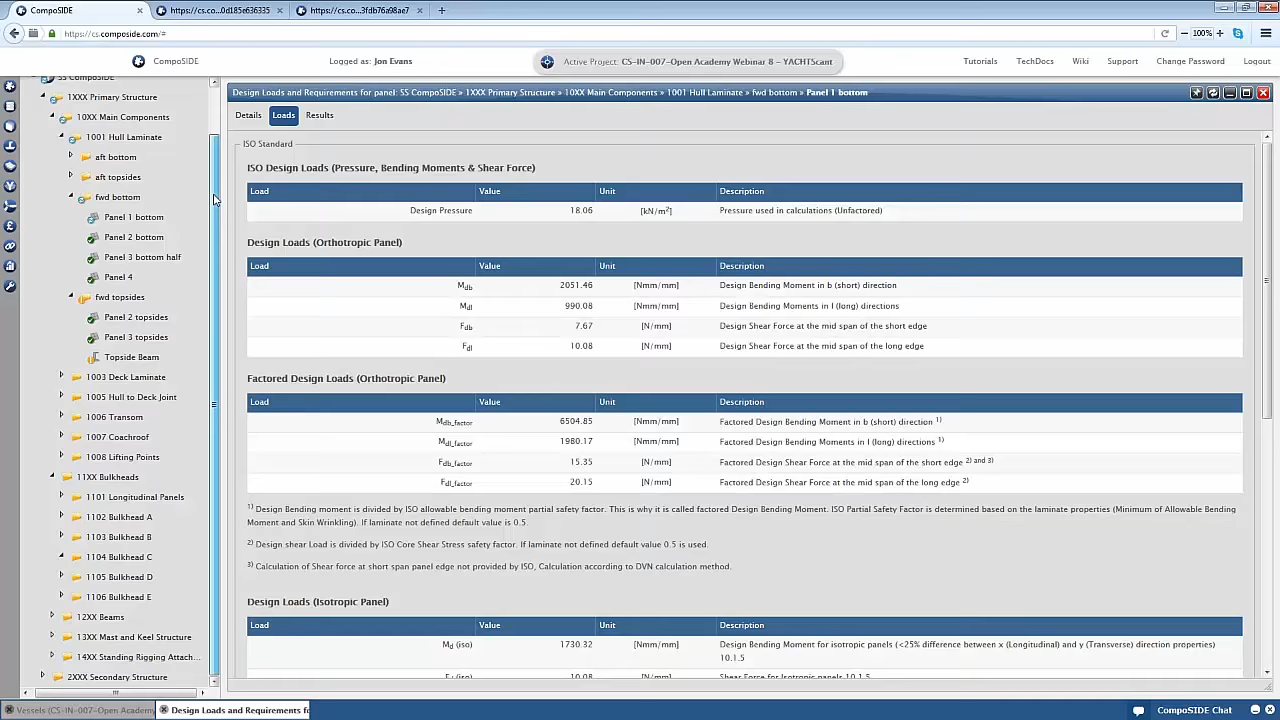 CompoSIDE
https://cs.co...0d185e636335
https://cs.co...3fdb76a98ae7
https://cs.composide.com/#
100%
CompoSIDE
Logged as: Jon Evans
Active Project: CS-IN-007-Open Academy Webinar 8 – YACHTScant
Tutorials
TechDocs
Wiki
Support
Change Password
Logout
SS CompoSIDE
1XXX Primary Structure
10XX Main Components
1001 Hull Laminate
aft bottom
aft topsides
fwd bottom
Panel 1 bottom
Panel 2 bottom
Panel 3 bottom half
Panel 4
fwd topsides
Panel 2 topsides
Panel 3 topsides
Topside Beam
1003 Deck Laminate
1005 Hull to Deck Joint
1006 Transom
1007 Coachroof
1008 Lifting Points
11XX Bulkheads
1101 Longitudinal Panels
1102 Bulkhead A
1103 Bulkhead B
1104 Bulkhead C
1105 Bulkhead D
1106 Bulkhead E
12XX Beams
13XX Mast and Keel Structure
14XX Standing Rigging Attach...
2XXX Secondary Structure
Design Loads and Requirements for panel: SS CompoSIDE » 1XXX Primary Structure » 10XX Main Components » 1001 Hull Laminate » fwd bottom » Panel 1 bottom
Details Loads Results
ISO Standard
ISO Design Loads (Pressure, Bending Moments & Shear Force)
Load Value Unit Description
Design Pressure 18.06 [kN/m2] Pressure used in calculations (Unfactored)
Design Loads (Orthotropic Panel)
Load Value Unit Description
Mdb 2051.46 [Nmm/mm] Design Bending Moment in b (short) direction
Mdl 990.08 [Nmm/mm] Design Bending Moments in l (long) directions
Fdb 7.67 [N/mm] Design Shear Force at the mid span of the short edge
Fdl 10.08 [N/mm] Design Shear Force at the mid span of the long edge
Factored Design Loads (Orthotropic Panel)
Load Value Unit Description
Mdb_factor 6504.85 [Nmm/mm] Factored Design Bending Moment in b (short) direction 1)
Mdl_factor 1980.17 [Nmm/mm] Factored Design Bending Moments in l (long) directions 1)
Fdb_factor 15.35 [N/mm] Factored Design Shear Force at the mid span of the short edge 2) and 3)
Fdl_factor 20.15 [N/mm] Factored Design Shear Force at the mid span of the long edge 2)
1) Design Bending moment is divided by ISO allowable bending moment partial safety factor. This is why it is called factored Design Bending Moment. ISO Partial Safety Factor is determined based on the laminate properties (Minimum of Allowable Bending
Moment and Skin Wrinkling). If laminate not defined default value is 0.5.
2) Design shear Load is divided by ISO Core Shear Stress safety factor. If laminate not defined default value 0.5 is used.
3) Calculation of Shear force at short span panel edge not provided by ISO, Calculation according to DVN calculation method.
Design Loads (Isotropic Panel)
Load Value Unit Description
Md (iso) 1730.32 [Nmm/mm] Design Bending Moment for isotropic panels (<25% difference between x (Longitudinal) and y (Transverse) direction properties)
10.1.5
10.08 [N/mm] Shear Force for Isotropic panels 10.1.5
Vessels (CS-IN-007-Open Academy
Design Loads and Requirements fo
CompoSIDE Chat